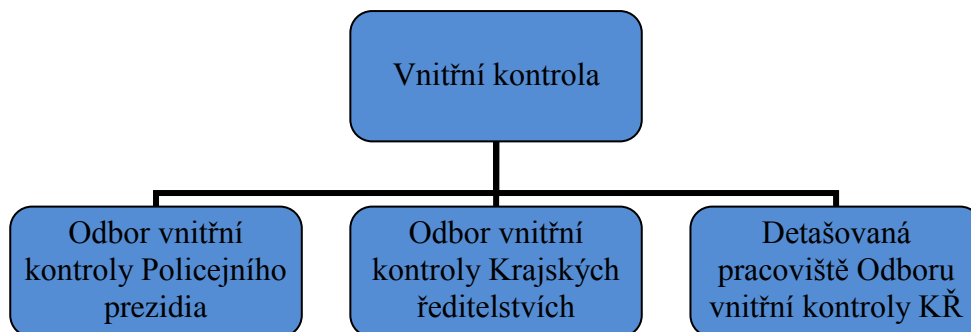 Vnitřní kontrola
Odbor vnitřní
kontroly Policejního
prezidia
Odbor vnitřní
kontroly Krajských
ředitelstvích
Detašovaná
pracoviště Odboru
vnitřní kontroly KŘ